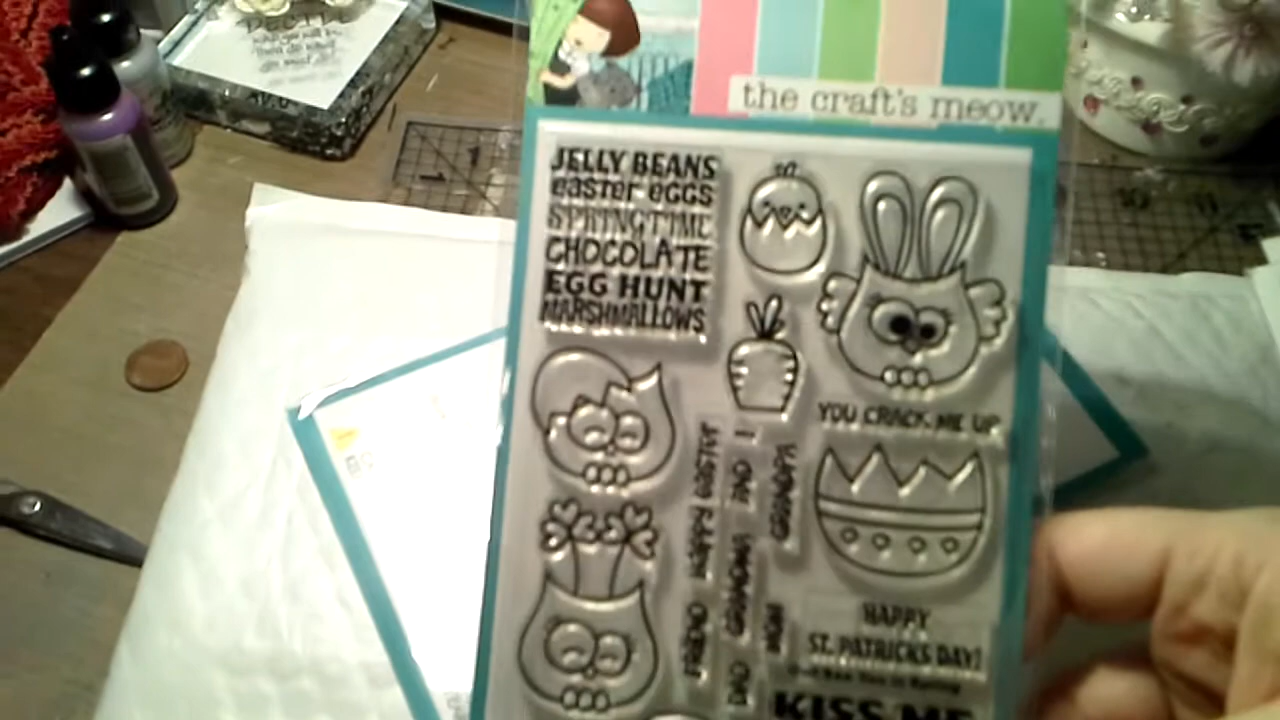 the craft's meow.
JELLY BEANS
easter eggs
SPRINGTIME
CHOCOLATE
EGG HUNT
MARSHMALLOWS
YOU CRACK ME UP
HAPPY EASTER
FRIEND
!
AND
GRANDMA
DAD
GRANDPA
MOM
HAPPY
ST. PATRICKS DAY!
KISS ME